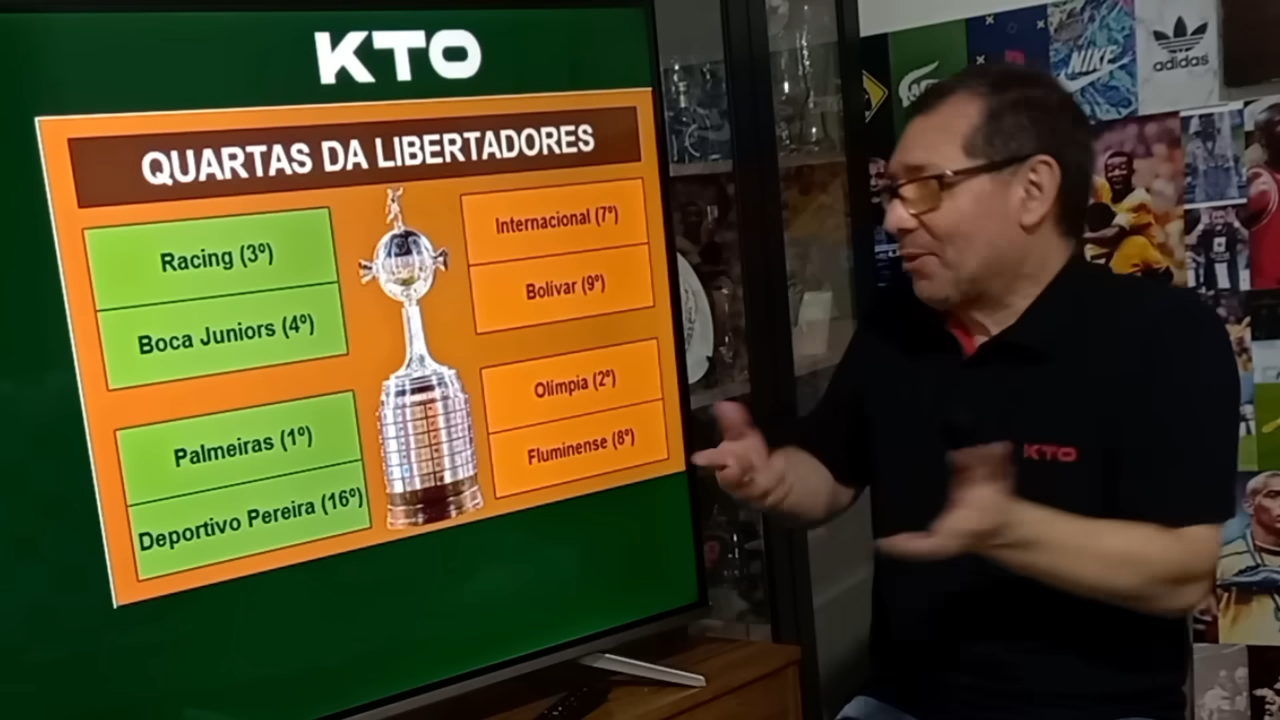 KTO
QUARTAS DA LIBERTADORES
Racing (3º)
Boca Juniors (4º)
Palmeiras (1º)
Deportivo Pereira (16º)
Internacional (7º)
Bolívar (9º)
Olímpia (2º)
Fluminense (8º)
NIKE
adidas
KTO